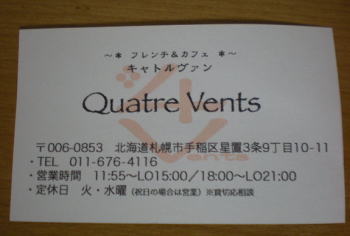 ～＊ フレンチ＆カフェ ＊～
キャトルヴァン
Quatre Vents
〒006-0853 北海道札幌市手稲区星置3条9丁目10-11
・TEL 011-676-4116
・営業時間 11:55～LO15:00／18:00～LO21:00
・定休日 火・水曜（祝日の場合は営業）※貸切応相談